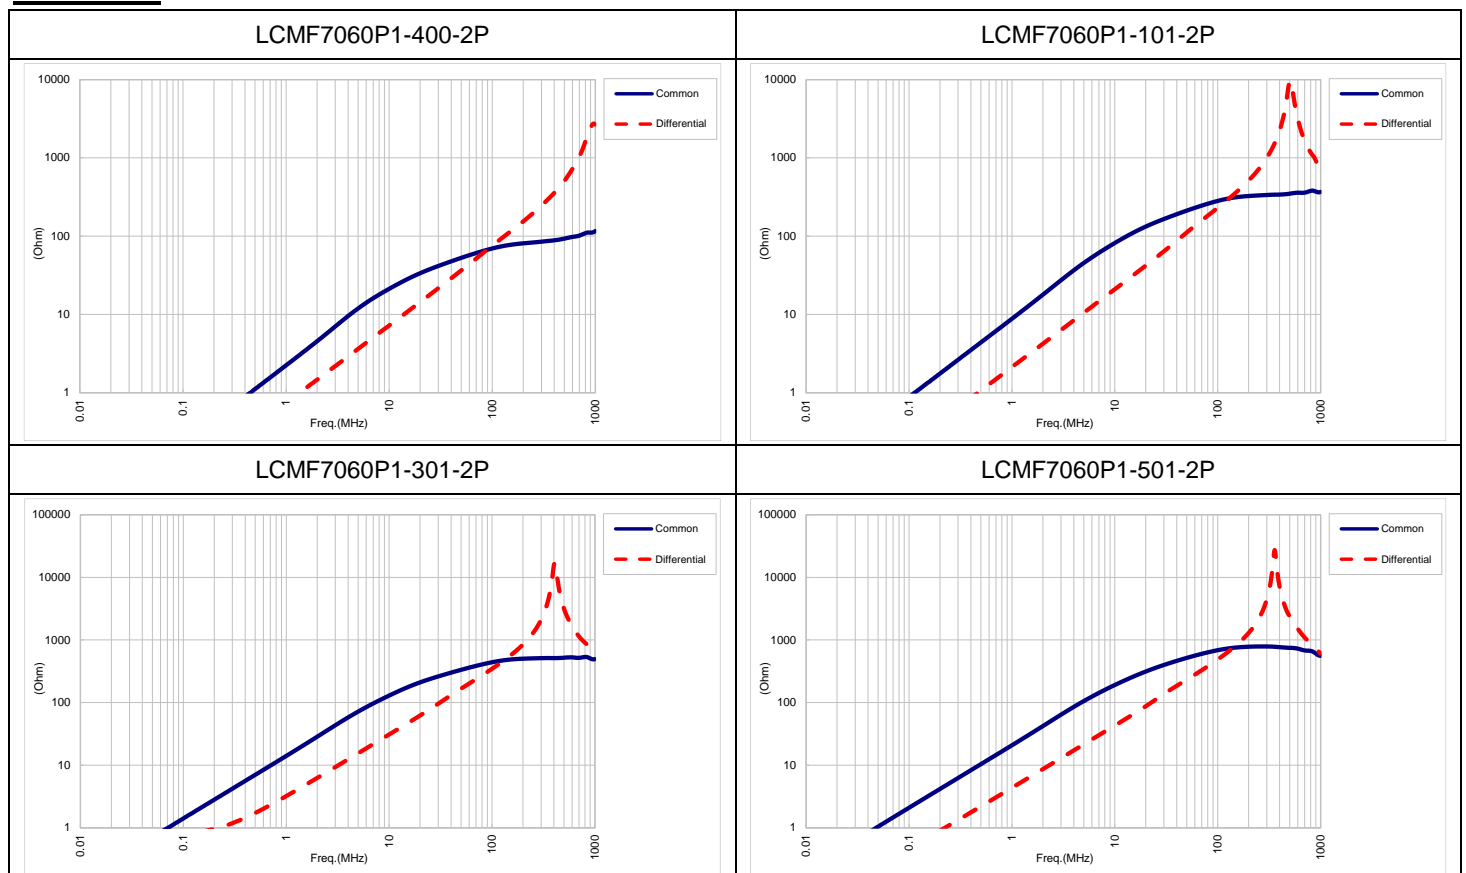 LCMF7060P1-400-2P
LCMF7060P1-101-2P
10000
1000
100
10
1
(Ohm)
0.01
0.1
1
10
100
1000
Freq.(MHz)
Common
Differential
10000
1000
100
10
1
(Ohm)
0.01
0.1
1
10
100
1000
Freq.(MHz)
Common
Differential
LCMF7060P1-301-2P
LCMF7060P1-501-2P
100000
10000
1000
100
10
1
(Ohm)
0.01
0.1
1
10
100
1000
Freq.(MHz)
Common
Differential
100000
10000
1000
100
10
1
(Ohm)
0.01
0.1
1
10
100
1000
Freq.(MHz)
Common
Differential